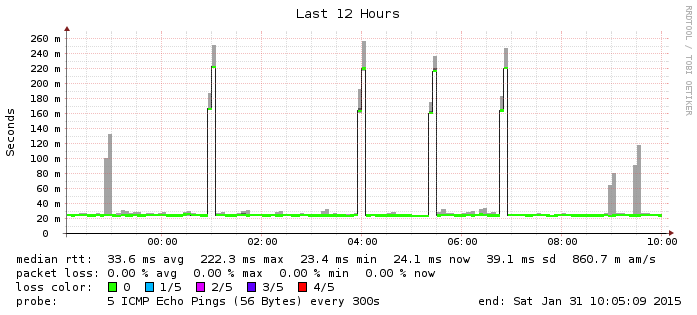 Last 12 Hours
RRDTOOL / TOBI OETIKER
Seconds
260 m
240 m
220 m
200 m
180 m
160 m
140 m
120 m
100 m
80 m
60 m
40 m
20 m
0
00:00 02:00 04:00 06:00 08:00 10:00
median rtt: 33.6 ms avg 222.3 ms max 23.4 ms min 24.1 ms now 39.1 ms sd 860.7 m am/s
packet loss: 0.00 % avg 0.00 % max 0.00 % min 0.00 % now
loss color: 0 1/5 2/5 3/5 4/5
probe: 5 ICMP Echo Pings (56 Bytes) every 300s end: Sat Jan 31 10:05:09 2015